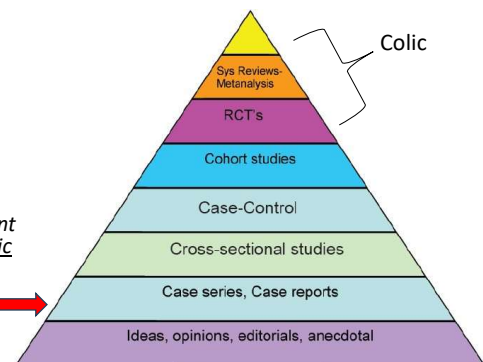 Colic
Sys Reviews-
Metanalysis
RCT's
Cohort studies
Case-Control
Cross-sectional studies
Case series, Case reports
Ideas, opinions, editorials, anecdotal